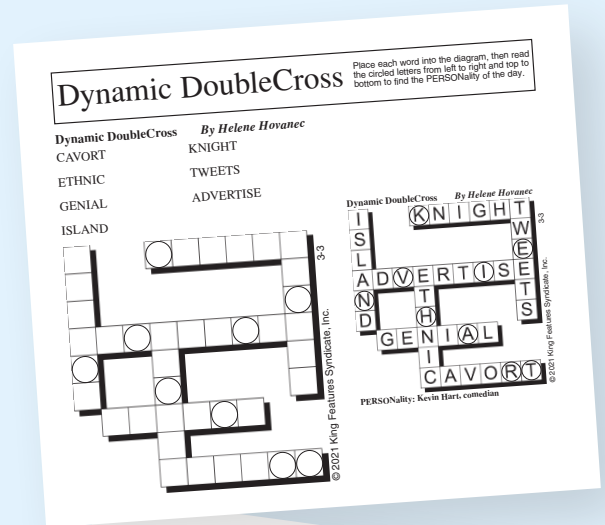 Dynamic DoubleCross
Place each word into the diagram, then read
the circled letters from left to right and top to
bottom to find the PERSONality of the day.
Dynamic DoubleCross By Helene Hovanec
CAVORT
ETHNIC
GENIAL
ISLAND
KNIGHT
TWEETS
ADVERTISE
3-3
©2021 King Features Syndicate, Inc.
Dynamic DoubleCross By Helene Hovanec
ISLAND
KNIGHT
TWEETS
ADVERTISE
ETHNIC
GENIAL
CAVORT
3-3
©2021 King Features Syndicate, Inc.
PERSONality: Kevin Hart, comedian